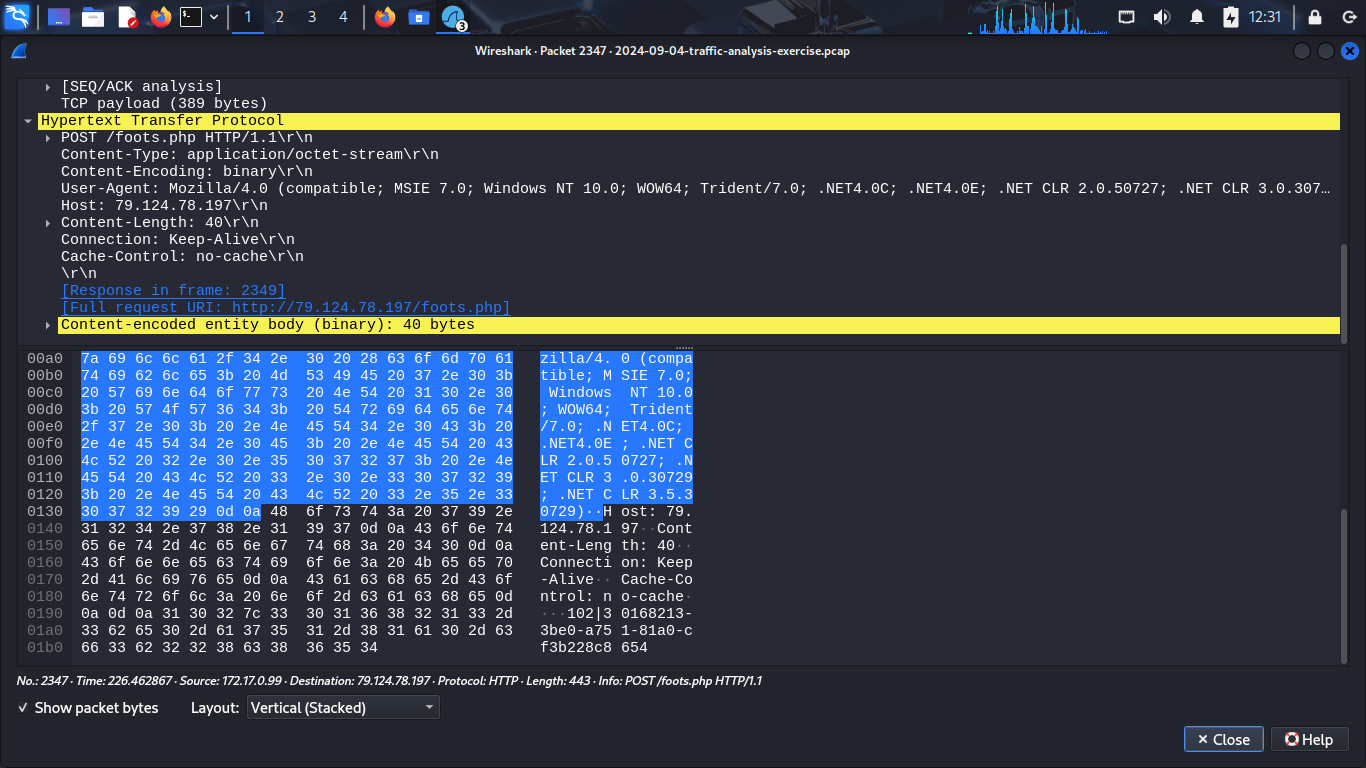 1 2 3 4
3
12:31
Wireshark · Packet 2347 · 2024-09-04-traffic-analysis-exercise.pcap
[SEQ/ACK analysis]
TCP payload (389 bytes)
Hypertext Transfer Protocol
POST /foots.php HTTP/1.1\r\n
Content-Type: application/octet-stream\r\n
Content-Encoding: binary\r\n
User-Agent: Mozilla/4.0 (compatible; MSIE 7.0; Windows NT 10.0; WOW64; Trident/7.0; .NET4.0C; .NET4.0E; .NET CLR 2.0.50727; .NET CLR 3.0.307…
Host: 79.124.78.197\r\n
Content-Length: 40\r\n
Connection: Keep-Alive\r\n
Cache-Control: no-cache\r\n
\r\n
[Response in frame: 2349]
[Full request URI: http://79.124.78.197/foots.php]
Content-encoded entity body (binary): 40 bytes
00a0 7a 69 6c 6c 61 2f 34 2e 30 20 28 63 6f 6d 70 61 zilla/4. 0 (compa
00b0 74 69 62 6c 65 3b 20 4d 53 49 45 20 37 2e 30 3b tible; M SIE 7.0;
00c0 20 57 69 6e 64 6f 77 73 20 4e 54 20 31 30 2e 30 Windows NT 10.0
00d0 3b 20 57 4f 57 36 34 3b 20 54 72 69 64 65 6e 74 ; WOW64; Trident
00e0 2f 37 2e 30 3b 20 2e 4e 45 54 34 2e 30 43 3b 20 /7.0; .N ET4.0C;
00f0 2e 4e 45 54 34 2e 30 45 3b 20 2e 4e 45 54 20 43 .NET4.0E ; .NET C
0100 4c 52 20 32 2e 30 2e 35 30 37 32 37 3b 20 2e 4e LR 2.0.5 0727; .N
0110 45 54 20 43 4c 52 20 33 2e 30 2e 33 30 37 32 39 ET CLR 3 .0.30729
0120 3b 20 2e 4e 45 54 20 43 4c 52 20 33 2e 35 2e 33 ; .NET C LR 3.5.3
0130 30 37 32 39 29 0d 0a 48 6f 73 74 3a 20 37 39 2e 0729)··H ost: 79.
0140 31 32 34 2e 37 38 2e 31 39 37 0d 0a 43 6f 6e 74 124.78.1 97··Cont
0150 65 6e 74 2d 4c 65 6e 67 74 68 3a 20 34 30 0d 0a ent-Leng th: 40··
0160 43 6f 6e 6e 65 63 74 69 6f 6e 3a 20 4b 65 65 70 Connecti on: Keep
0170 2d 41 6c 69 76 65 0d 0a 43 61 63 68 65 2d 43 6f -Alive·· Cache-Co
0180 6e 74 72 6f 6c 3a 20 6e 6f 2d 63 61 63 68 65 0d ntrol: n o-cache·
0190 0a 0d 0a 31 30 32 7c 33 30 31 36 38 32 31 33 2d ···102|3 0168213-
01a0 33 62 65 30 2d 61 37 35 31 2d 38 31 61 30 2d 63 3be0-a75 1-81a0-c
01b0 66 33 62 32 32 38 63 38 36 35 34 f3b228c8 654
No.: 2347 · Time: 226.462867 · Source: 172.17.0.99 · Destination: 79.124.78.197 · Protocol: HTTP · Length: 443 · Info: POST /foots.php HTTP/1.1
Show packet bytes Layout: Vertical (Stacked)
Close Help